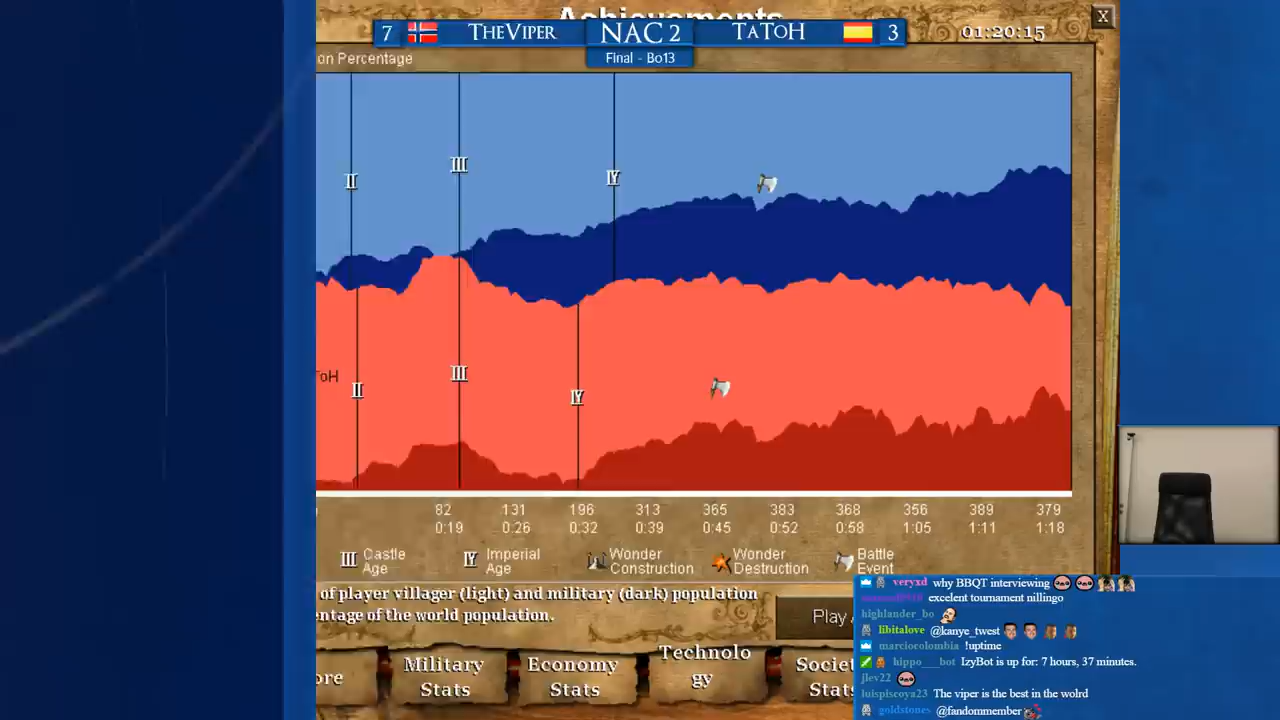 Achievements
7 TheViper NAC 2 TaToH 3
01:20:15
X
on Percentage
Final - Bo13
II III IV
ToH
II III IV
82 131 196 313 365 383 368 356 389 379
0:19 0:26 0:32 0:39 0:45 0:52 0:58 1:05 1:11 1:18
III Castle Age
IV Imperial Age
Wonder Construction
Wonder Destruction
Battle Event
of player villager (light) and military (dark) population
entage of the world population.
Play
ore
Military Stats
Economy Stats
Technolo
gy
Societ
Stats
veryxd why BBQT interviewing
excelent tournament nillingo
highlander_bo
libitalove @kanye_twest
marciocolombia !uptime
hippo___bot IzyBot is up for: 7 hours, 37 minutes.
jlev22
luispiscoya23 The viper is the best in the wolrd
goldstones @fandommember